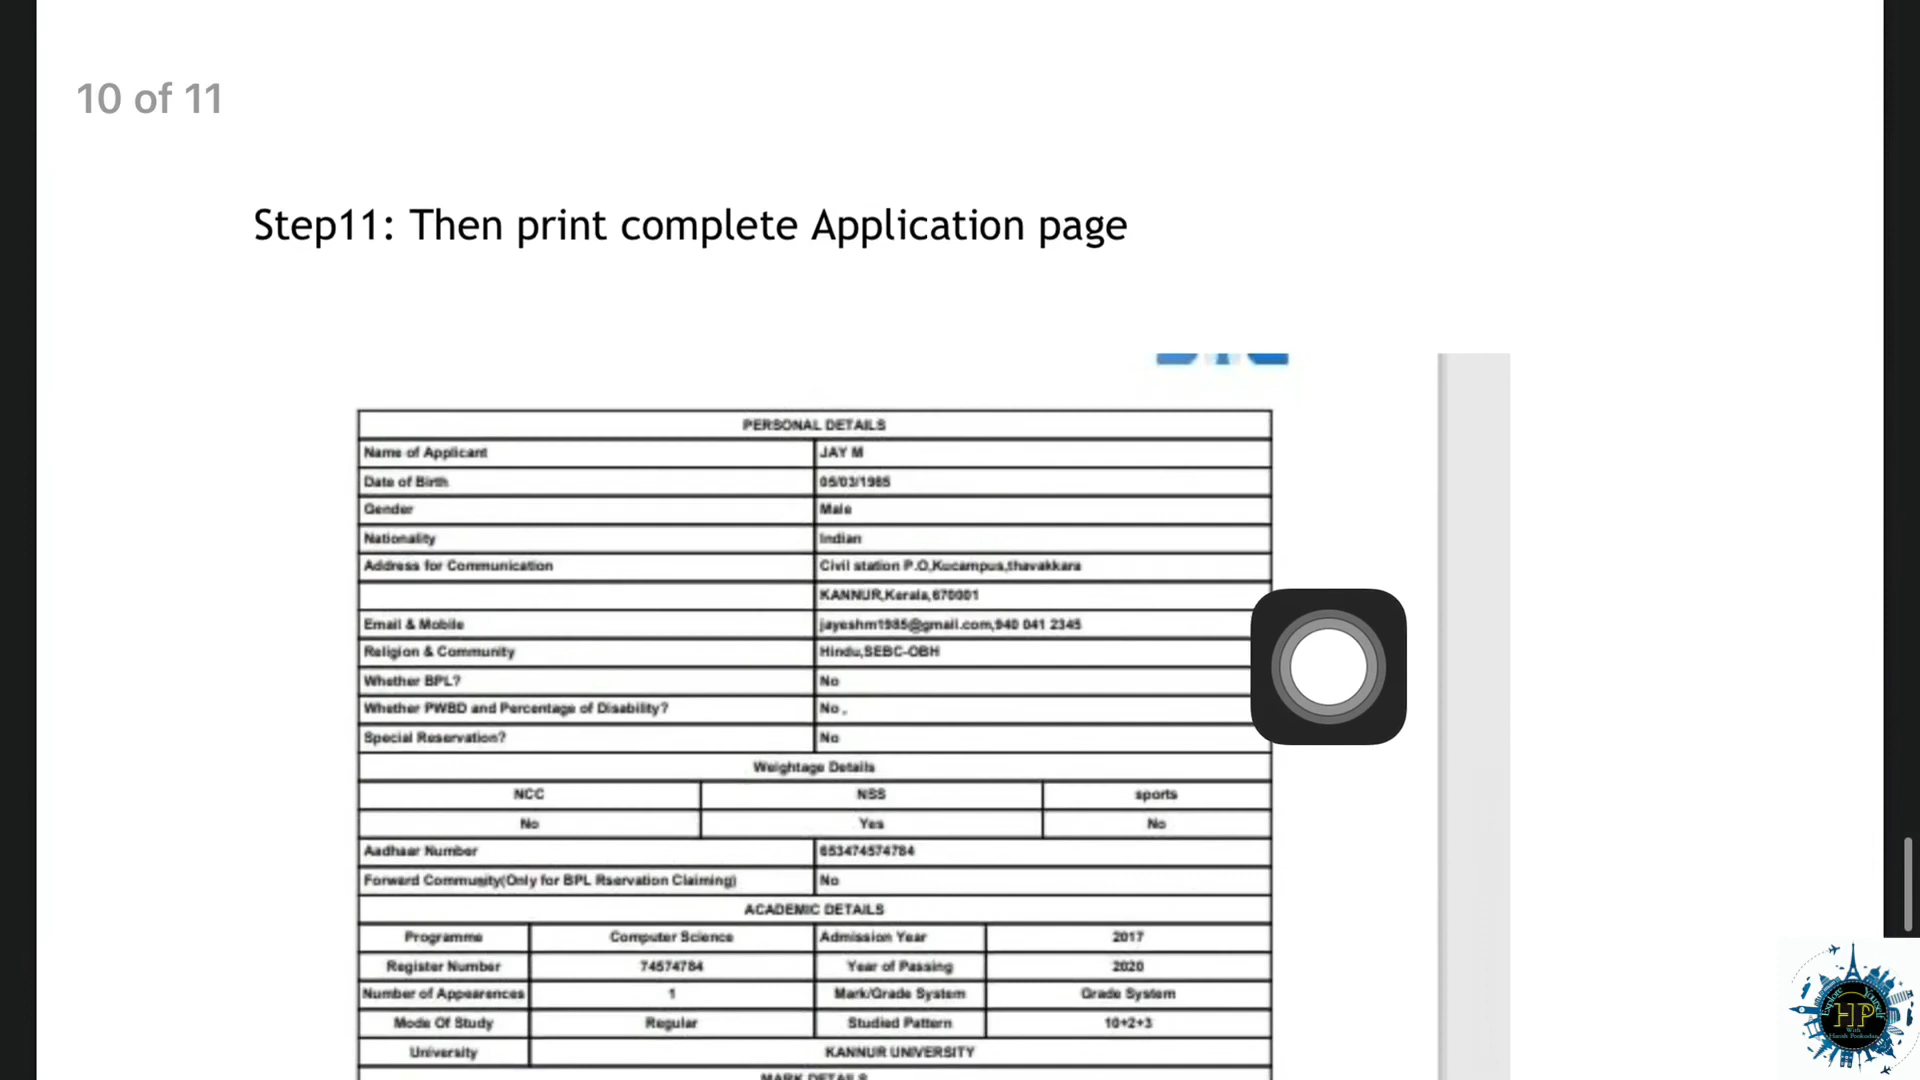 10 of 11
Step11: Then print complete Application page
PERSONAL DETAILS
Name of Applicant JAY M
Date of Birth 05/03/1985
Gender Male
Nationality Indian
Address for Communication Civil station P.O,Kucampus,thavakkara
KANNUR,Kerala,670001
Email & Mobile jayeshm1985@gmail.com,940 041 2345
Religion & Community Hindu,SEBC-OBH
Whether BPL? No
Whether PWBD and Percentage of Disability? No ,
Special Reservation? No
Weightage Details
NCC NSS sports
No Yes No
Aadhaar Number 653474574784
Forward Community(Only for BPL Rservation Claiming) No
ACADEMIC DETAILS
Programme Computer Science Admission Year 2017
Register Number 74574784 Year of Passing 2020
Number of Appearences 1 Mark/Grade System Grade System
Mode Of Study Regular Studied Pattern 10+2+3
University KANNUR UNIVERSITY
MARK DETAILS
Explore Yourself
HP
With